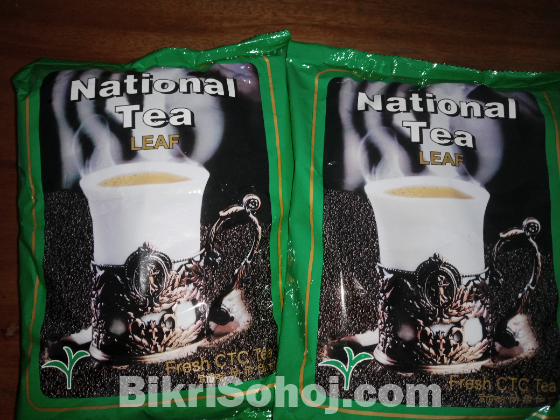 National
Tea
LEAF
Fresh CTC Tea
National
Tea
LEAF
Fresh CTC Tea
BikriSohoj.com